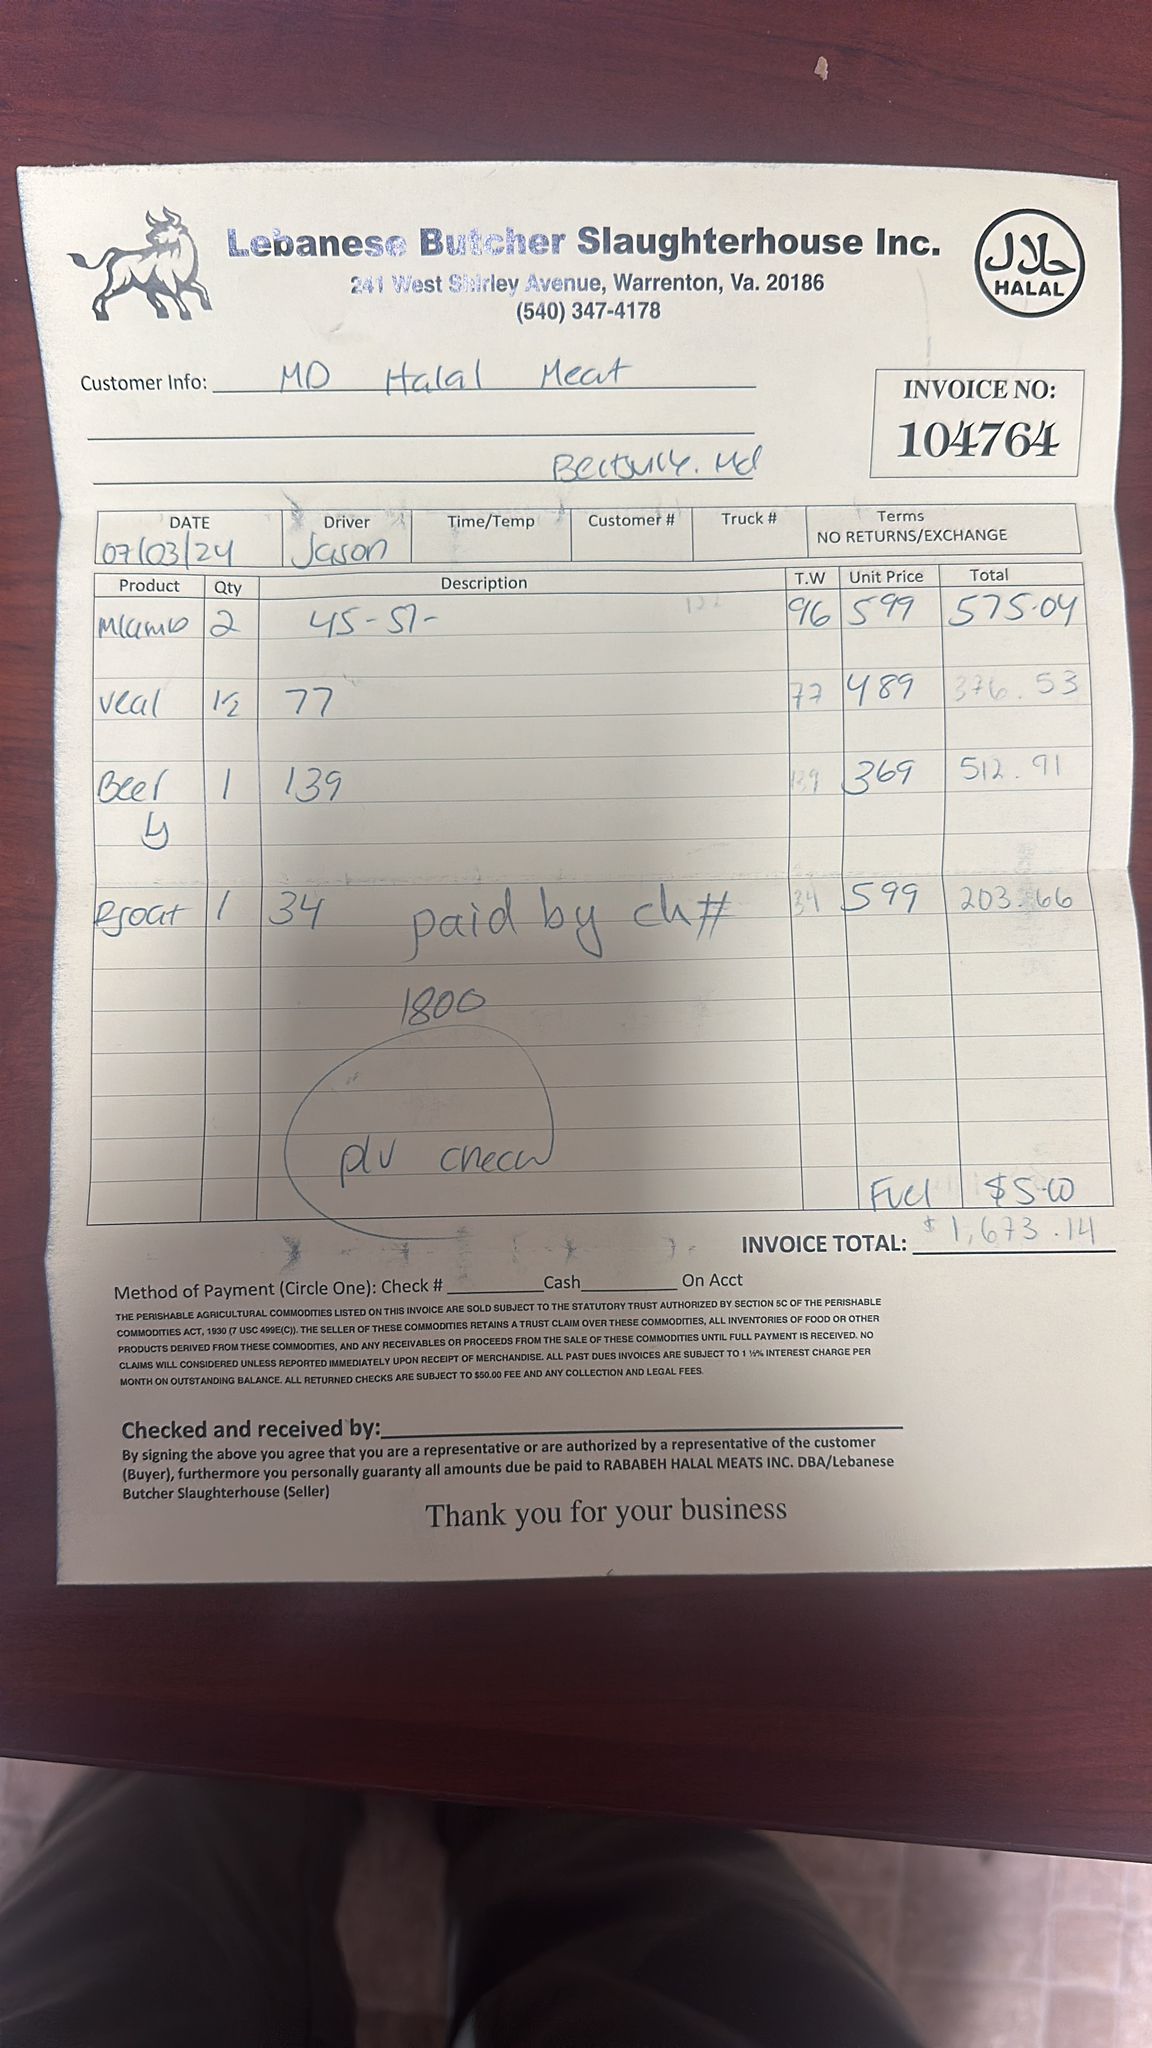 Lebanese Butcher Slaughterhouse Inc.
241 West Shirley Avenue, Warrenton, Va. 20186
(540) 347-4178
حلال
HALAL
Customer Info: MD Halal Meat
INVOICE NO:
104764
Md
DATE Driver Time/Temp Customer # Truck # Terms
NO RETURNS/EXCHANGE
07/03/24 Jason
Product Qty Description T.W Unit Price Total
Mlamb 2 45-51- 96 599 575.04
veal 1/2 77 77 489 376.53
Beef 1 139 139 369 512.91
goat 1 34 paid by ch# 34 599 203.66
1800
check
Fuel $5.00
INVOICE TOTAL: $1,673.14
Method of Payment (Circle One): Check # Cash On Acct
THE PERISHABLE AGRICULTURAL COMMODITIES LISTED ON THIS INVOICE ARE SOLD SUBJECT TO THE STATUTORY TRUST AUTHORIZED BY SECTION 5C OF THE PERISHABLE
COMMODITIES ACT, 1930 (7 USC 499E(C)). THE SELLER OF THESE COMMODITIES RETAINS A TRUST CLAIM OVER THESE COMMODITIES, ALL INVENTORIES OF FOOD OR OTHER
PRODUCTS DERIVED FROM THESE COMMODITIES, AND ANY RECEIVABLES OR PROCEEDS FROM THE SALE OF THESE COMMODITIES UNTIL FULL PAYMENT IS RECEIVED. NO
CLAIMS WILL CONSIDERED UNLESS REPORTED IMMEDIATELY UPON RECEIPT OF MERCHANDISE. ALL PAST DUES INVOICES ARE SUBJECT TO 1 ½% INTEREST CHARGE PER
MONTH ON OUTSTANDING BALANCE. ALL RETURNED CHECKS ARE SUBJECT TO $50.00 FEE AND ANY COLLECTION AND LEGAL FEES.
Checked and received by:
By signing the above you agree that you are a representative or are authorized by a representative of the customer
(Buyer), furthermore you personally guaranty all amounts due be paid to RABABEH HALAL MEATS INC. DBA/Lebanese
Butcher Slaughterhouse (Seller)
Thank you for your business